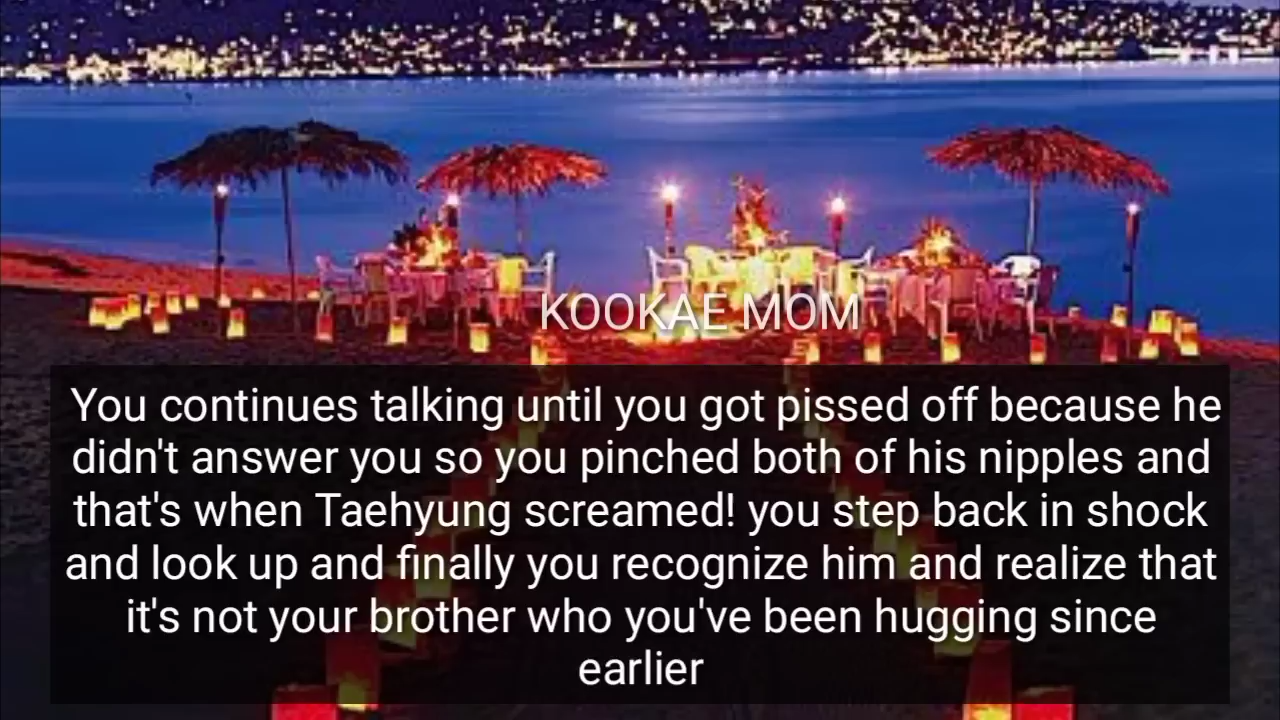 KOOKAE MOM
You continues talking until you got pissed off because he
didn't answer you so you pinched both of his nipples and
that's when Taehyung screamed! you step back in shock
and look up and finally you recognize him and realize that
it's not your brother who you've been hugging since
earlier